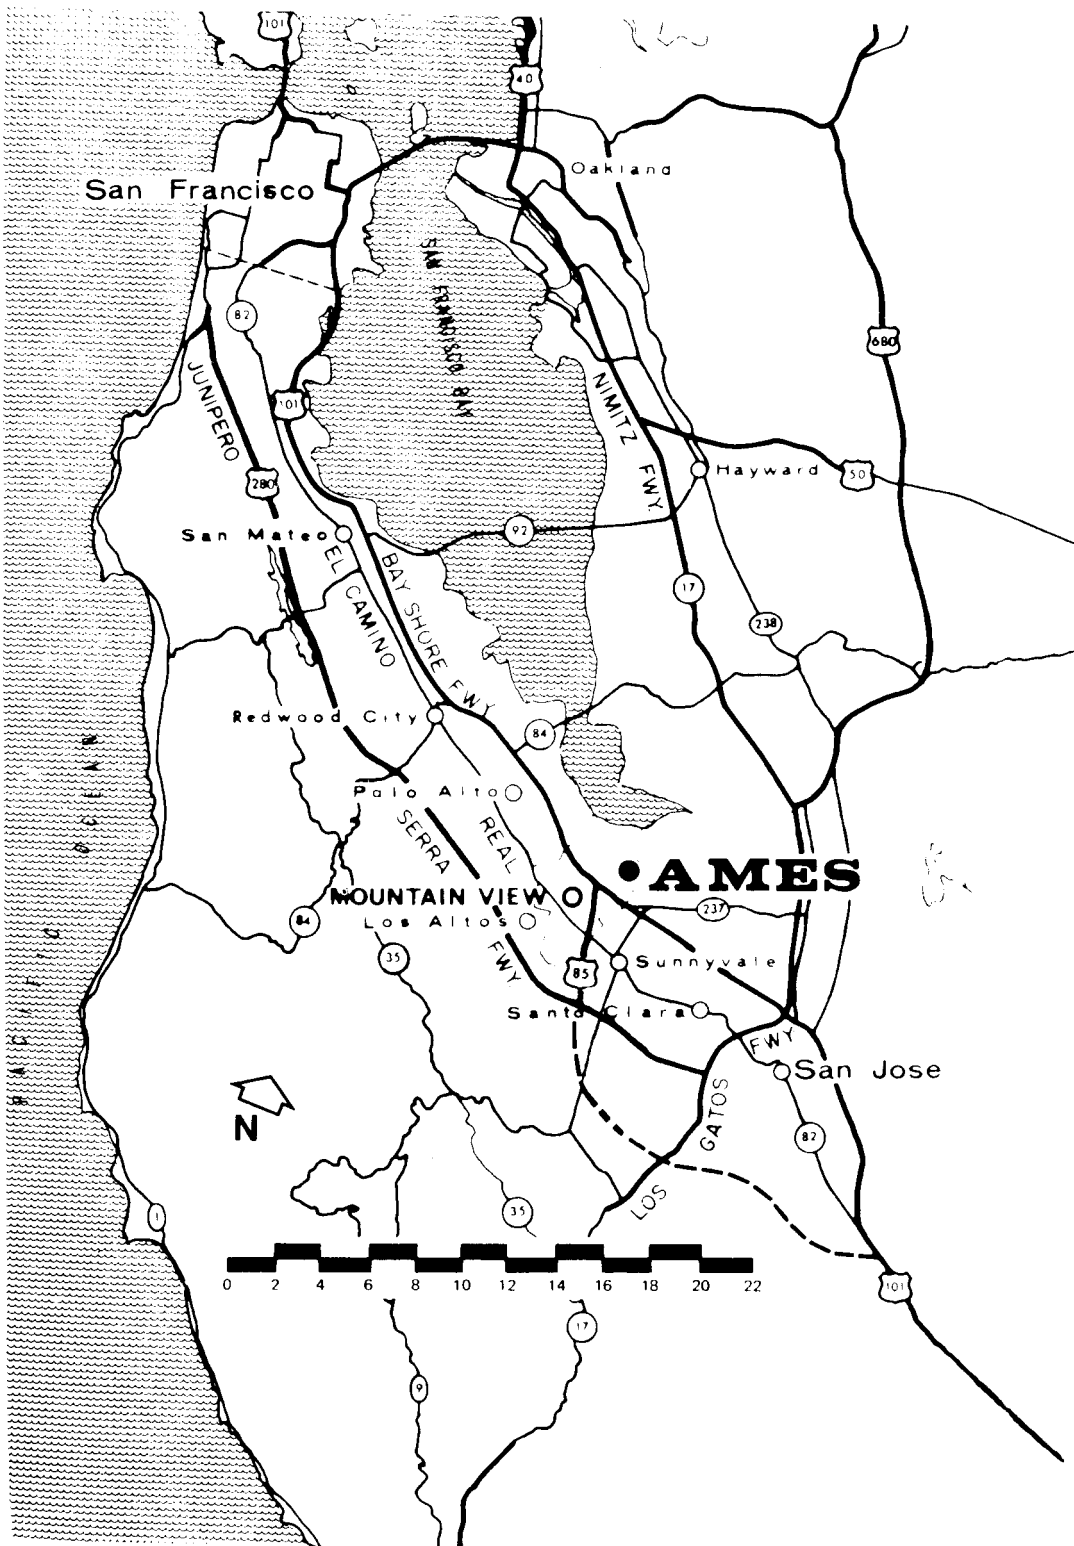 101
40
Oakland
San Francisco
SAN FRANCISCO BAY
82
680
JUNIPERO
NIMITZ FWY
101
Hayward
50
280
San Mateo
92
EL CAMINO
BAY SHORE FWY
17
238
Redwood City
84
PACIFIC OCEAN
Palo Alto
SERRA
REAL
AMES
MOUNTAIN VIEW
237
Los Altos
84
35
FWY
85
Sunnyvale
Santa Clara
FWY
San Jose
N
GATOS
82
LOS
1
35
0 2 4 6 8 10 12 14 16 18 20 22
101
17
9